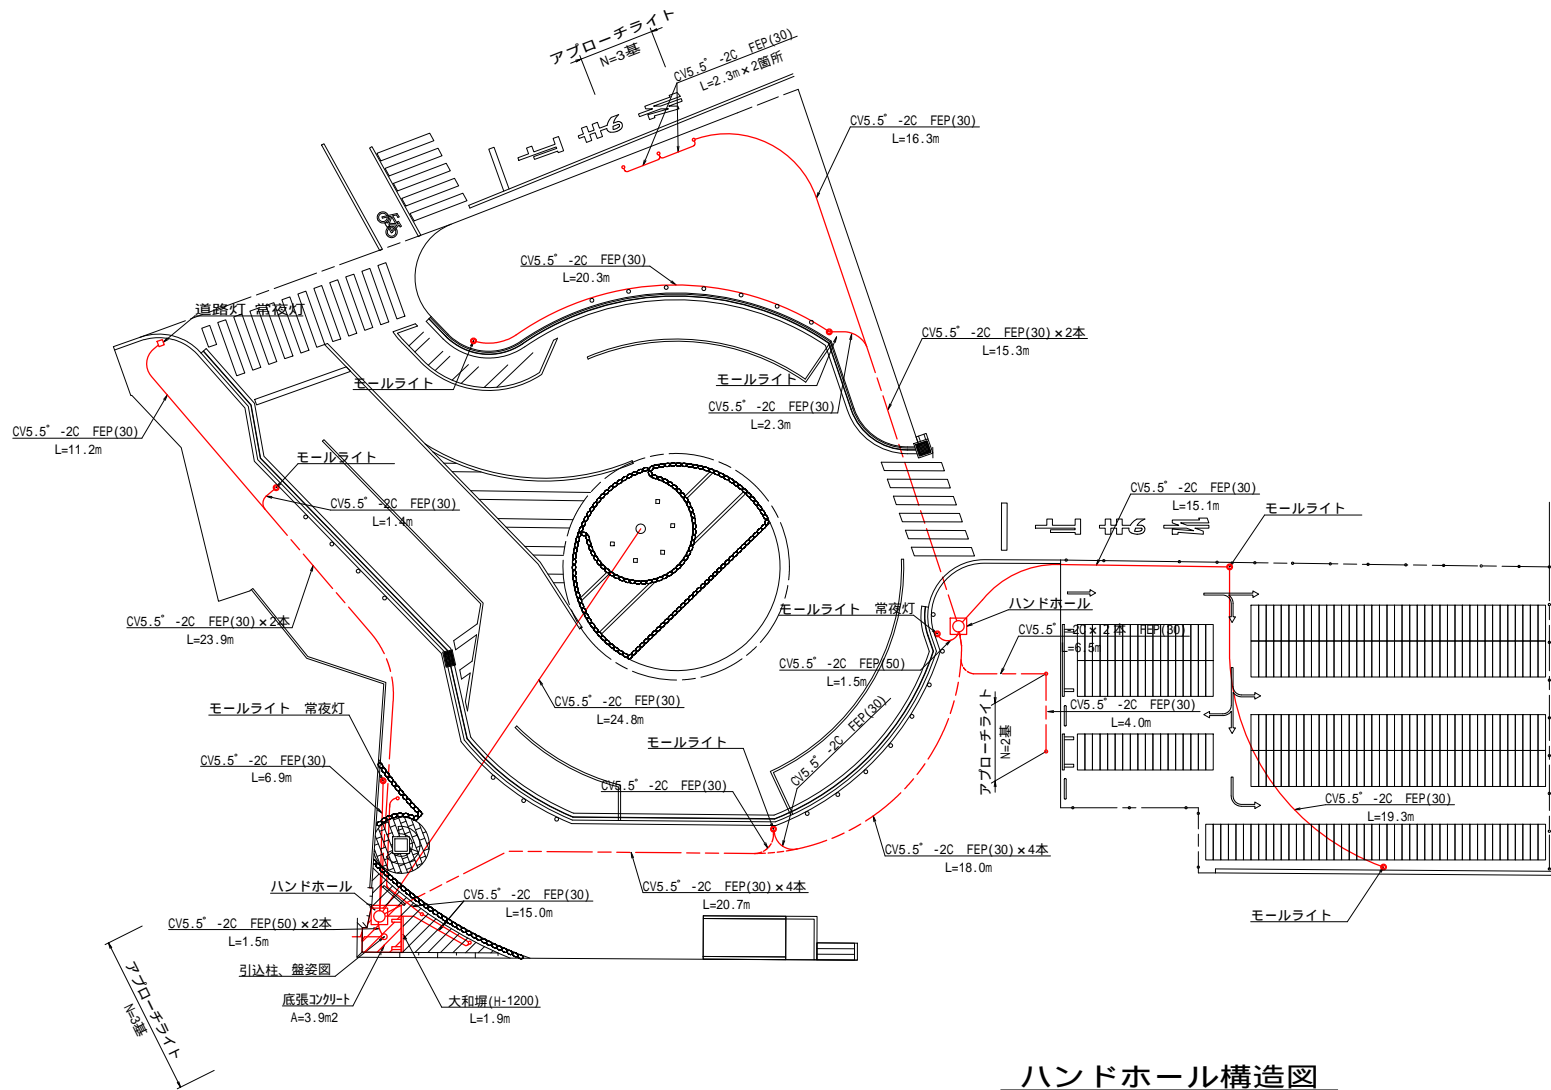 アプローチライト
N=3基
CV5.5゜ -2C FEP(30)
L=2.3m×2箇所
CV5.5゜ -2C FEP(30)
L=16.3m
CV5.5゜ -2C FEP(30)
L=20.3m
道路灯 常夜灯
CV5.5゜ -2C FEP(30)×2本
L=15.3m
モールライト
モールライト
CV5.5゜ -2C FEP(30)
L=2.3m
CV5.5゜ -2C FEP(30)
L=11.2m
モールライト
CV5.5゜ -2C FEP(30)
L=1.4m
CV5.5゜ -2C FEP(30)
L=15.1m
モールライト
CV5.5゜ -2C FEP(30)×2本
L=23.9m
モールライト 常夜灯
ハンドホール
CV5.5゜ -2C×2本 FEP(30)
L=6.5m
CV5.5゜ -2C FEP(50)
L=1.5m
CV5.5゜ -2C FEP(30)
L=24.8m
CV5.5゜ -2C FEP(30)
L=4.0m
アプローチライト
N=2基
モールライト 常夜灯
モールライト
CV5.5゜ -2C FEP(30)
L=6.9m
CV5.5゜ -2C FEP(30)
CV5.5゜ -2C FEP(30)
CV5.5゜ -2C FEP(30)
L=19.3m
CV5.5゜ -2C FEP(30)×4本
L=18.0m
ハンドホール
CV5.5゜ -2C FEP(30)
L=15.0m
CV5.5゜ -2C FEP(30)×4本
L=20.7m
モールライト
CV5.5゜ -2C FEP(50)×2本
L=1.5m
引込柱、盤姿図
底張コンクリート
A=3.9m2
大和塀(H-1200)
L=1.9m
アプローチライト
N=3基
ハンドホール構造図